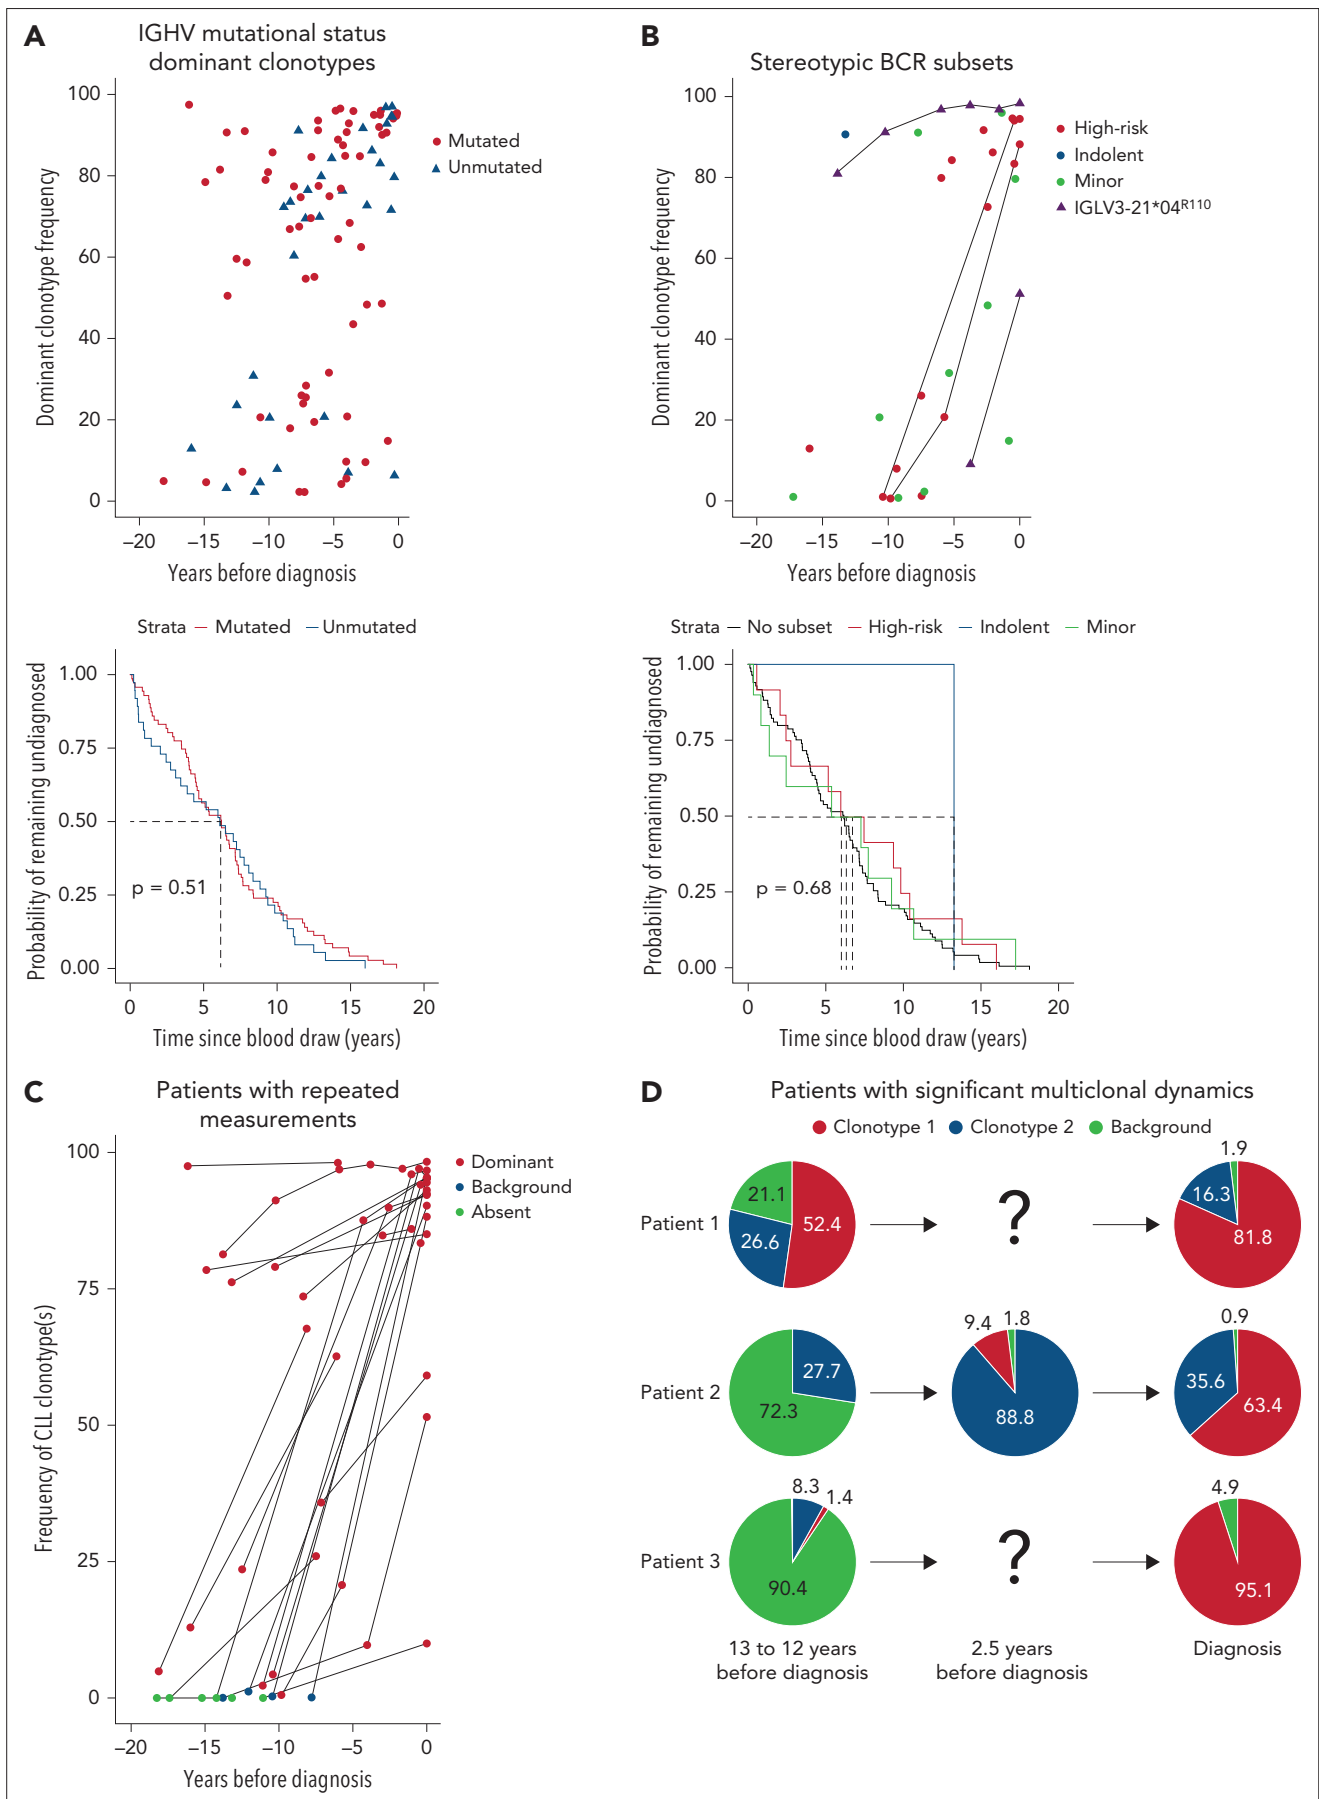 A
IGHV mutational status
dominant clonotypes
Dominant clonotype frequency
100
80
60
40
20
0
–20 –15 –10 –5 0
Years before diagnosis
Mutated
Unmutated
B
Stereotypic BCR subsets
Dominant clonotype frequency
100
80
60
40
20
0
–20 –15 –10 –5 0
Years before diagnosis
High-risk
Indolent
Minor
IGLV3-21*04R110
Strata — Mutated — Unmutated
Probability of remaining undiagnosed
1.00
0.75
0.50
0.25
0.00
p = 0.51
0 5 10 15 20
Time since blood draw (years)
Strata — No subset — High-risk — Indolent — Minor
Probability of remaining undiagnosed
1.00
0.75
0.50
0.25
0.00
p = 0.68
0 5 10 15 20
Time since blood draw (years)
C
Patients with repeated
measurements
Frequency of CLL clonotype(s)
100
75
50
25
0
–20 –15 –10 –5 0
Years before diagnosis
Dominant
Background
Absent
D
Patients with significant multiclonal dynamics
Clonotype 1 Clonotype 2 Background
Patient 1
21.1
52.4
26.6
?
1.9
16.3
81.8
Patient 2
27.7
72.3
9.4 1.8
88.8
0.9
35.6
63.4
Patient 3
8.3
1.4
90.4
?
4.9
95.1
13 to 12 years
before diagnosis
2.5 years
before diagnosis
Diagnosis